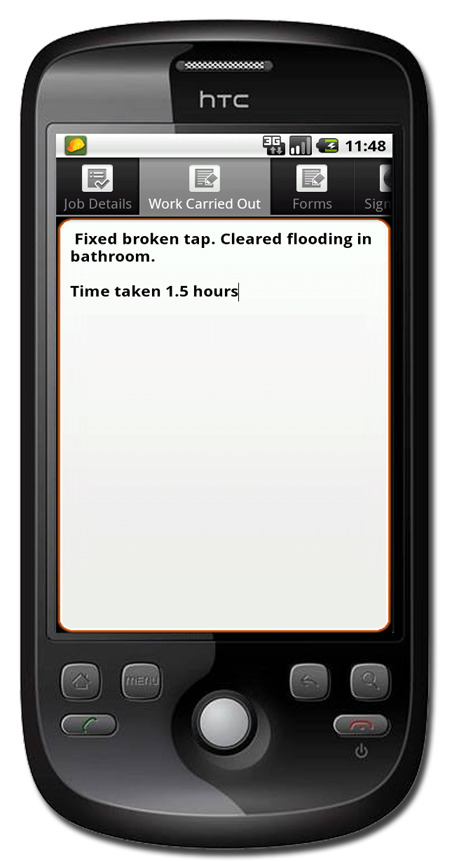 hTC
3G
11:48
Job Details
Work Carried Out
Forms
Sign
Fixed broken tap. Cleared flooding in
bathroom.
Time taken 1.5 hours
MENU